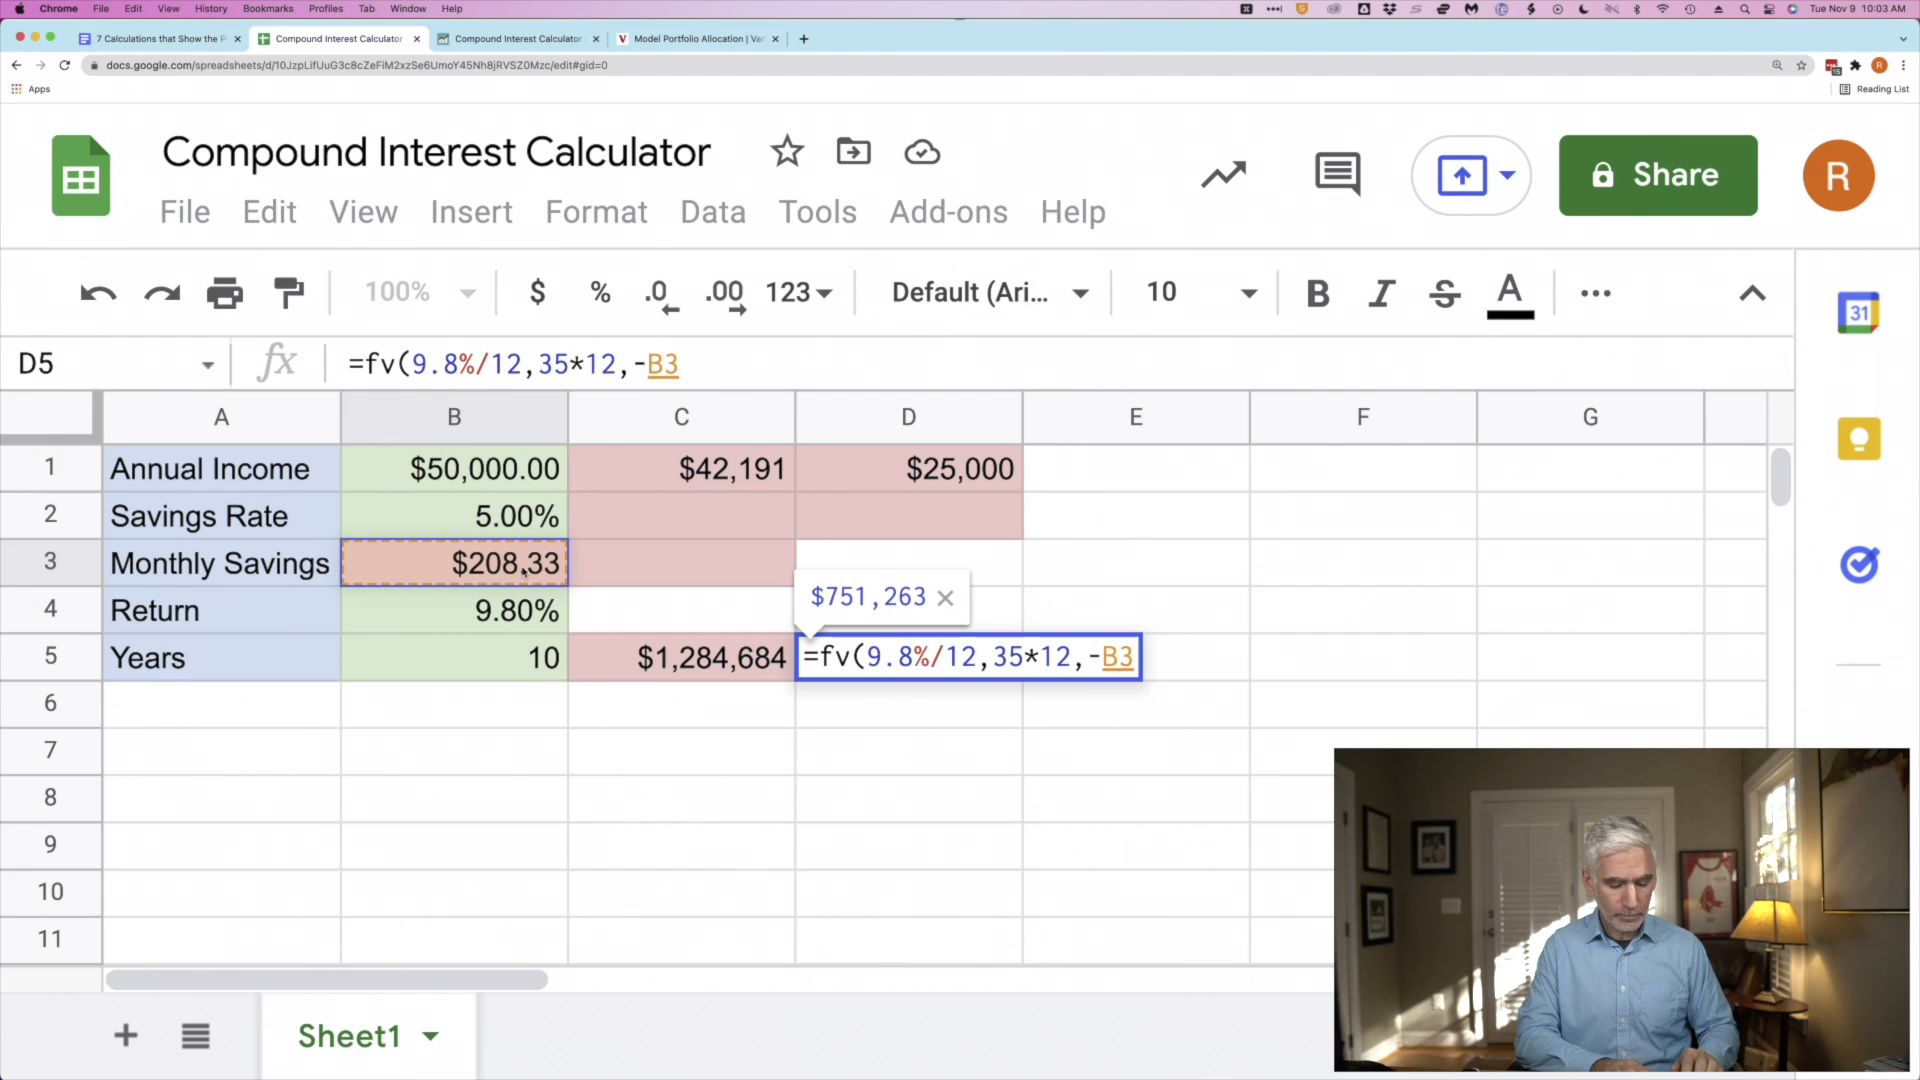 Chrome File Edit View History Bookmarks Profiles Tab Window Help Tue Nov 9 10:03 AM
7 Calculations that Show the P Compound Interest Calculator Compound Interest Calculator Model Portfolio Allocation | Va
docs.google.com/spreadsheets/d/10JzpLifUuG3c8cZeFiM2xzSe6UmoY45Nh8jRVSZ0Mzc/edit#gid=0
Apps Reading List
Compound Interest Calculator
File Edit View Insert Format Data Tools Add-ons Help
Share R
100% $ % .0 .00 123 Default (Ari... 10 B I S A
31
D5 fx =fv(9.8%/12,35*12,-B3
A B C D E F G
1 Annual Income $50,000.00 $42,191 $25,000
2 Savings Rate 5.00%
3 Monthly Savings $208.33
$751,263
4 Return 9.80%
5 Years 10 $1,284,684 =fv(9.8%/12,35*12,-B3
6
7
8
9
10
11
Sheet1